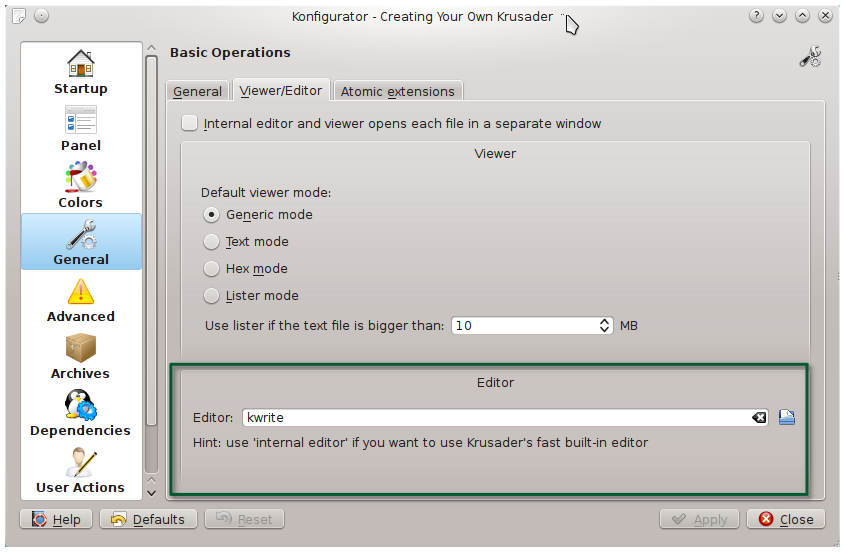 Konfigurator - Creating Your Own Krusader
Startup
Panel
Colors
General
Advanced
Archives
Dependencies
User Actions
Basic Operations
General Viewer/Editor Atomic extensions
Internal editor and viewer opens each file in a separate window
Viewer
Default viewer mode:
Generic mode
Text mode
Hex mode
Lister mode
Use lister if the text file is bigger than: 10 MB
Editor
Editor: kwrite
Hint: use 'internal editor' if you want to use Krusader's fast built-in editor
Help Defaults Reset Apply Close